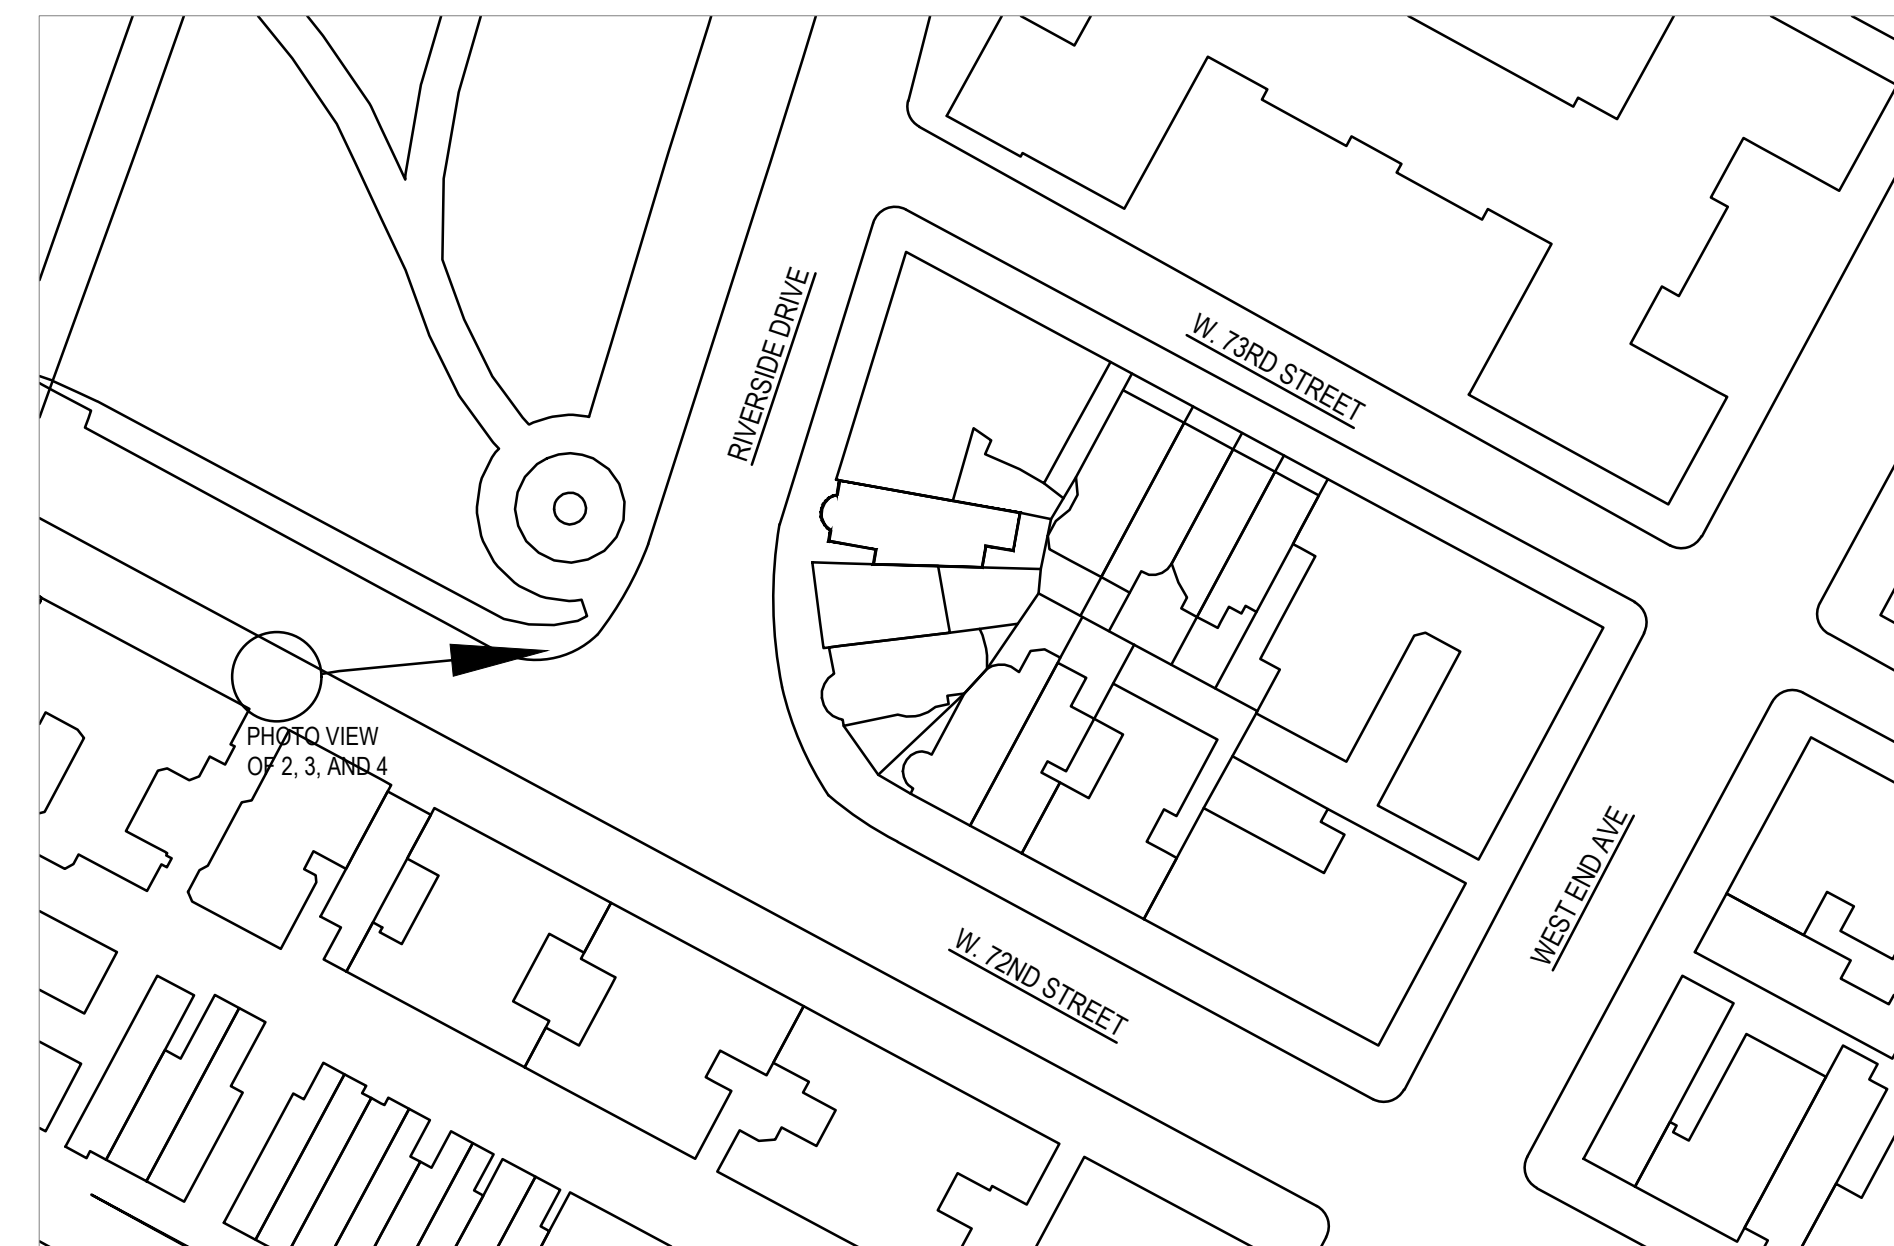 RIVERSIDE DRIVE
W. 73RD STREET
PHOTO VIEW
OF 2, 3, AND 4
WEST END AVE
W. 72ND STREET